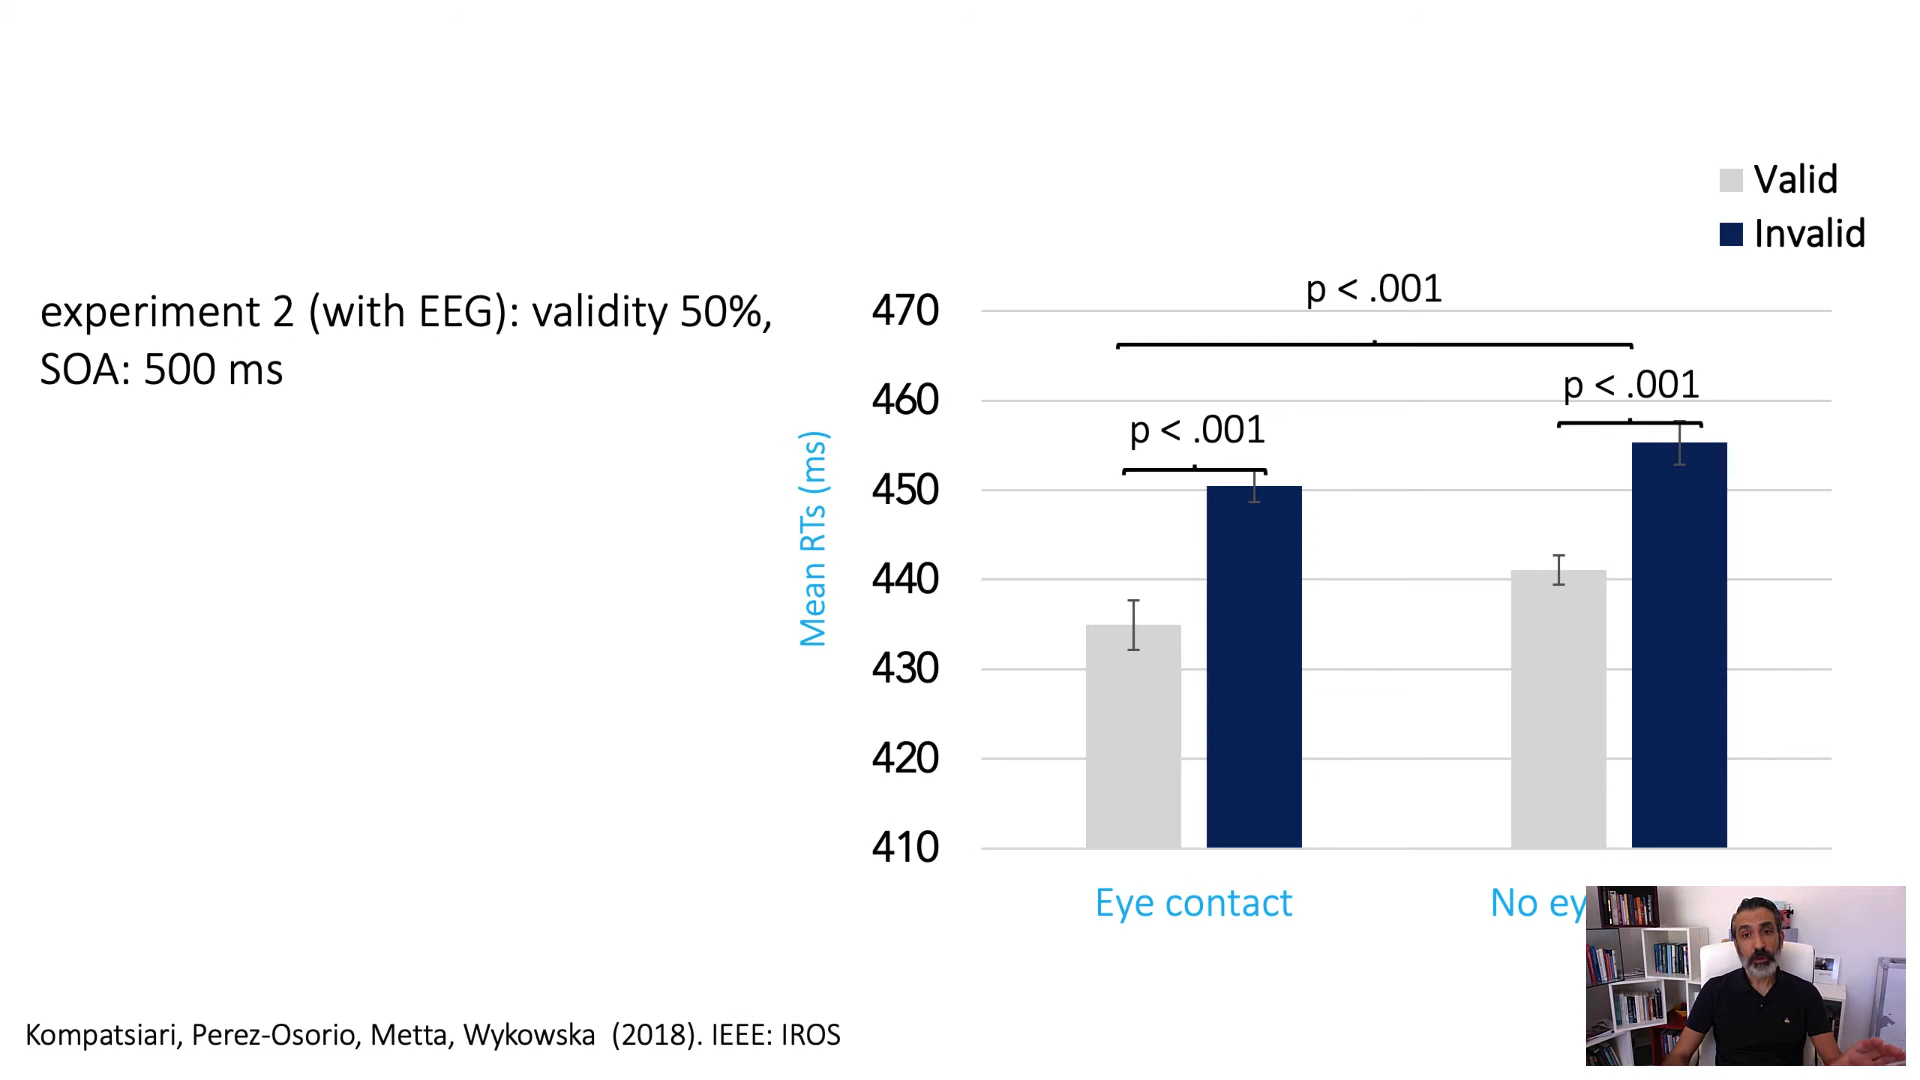 Valid
Invalid
experiment 2 (with EEG): validity 50%,
SOA: 500 ms
Mean RTs (ms)
470
460
450
440
430
420
410
p < .001
p < .001
p < .001
Eye contact
No
Kompatsiari, Perez-Osorio, Metta, Wykowska (2018). IEEE: IROS